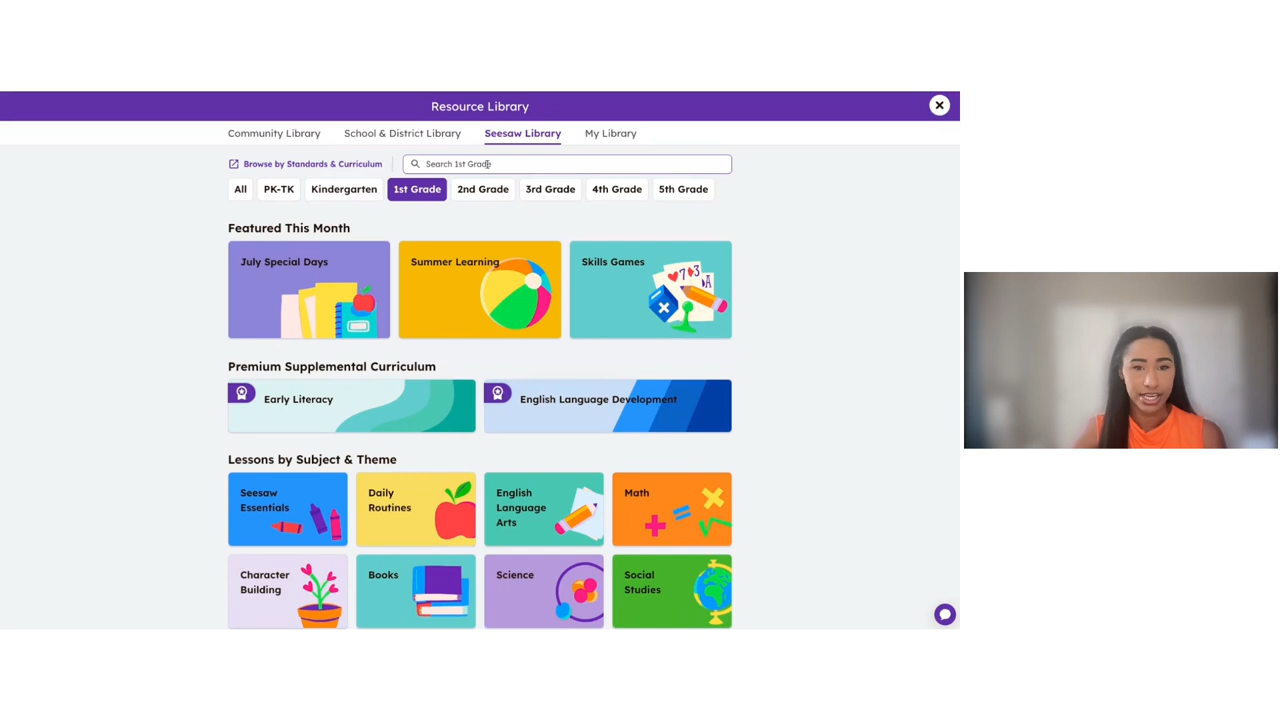 Resource Library
Community Library School & District Library Seesaw Library My Library
Browse by Standards & Curriculum Search 1st Grade
All PK-TK Kindergarten 1st Grade 2nd Grade 3rd Grade 4th Grade 5th Grade
Featured This Month
July Special Days Summer Learning Skills Games
7 3 A
Premium Supplemental Curriculum
Early Literacy English Language Development
Lessons by Subject & Theme
Seesaw
Essentials
Daily
Routines
English
Language
Arts
Math
Character
Building
Books
Science
Social
Studies